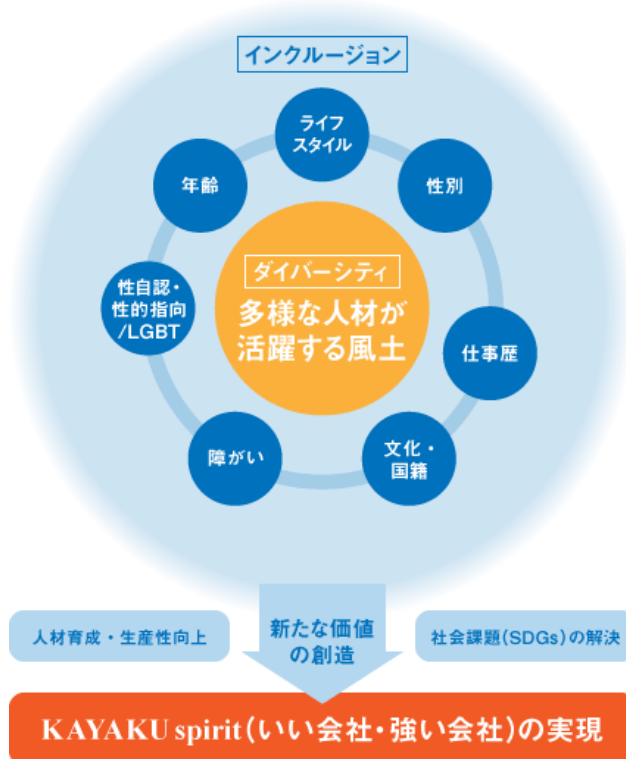 インクルージョン
ライフ
スタイル
年齢
性別
ダイバーシティ
多様な人材が
活躍する風土
性自認・
性的指向
/LGBT
仕事歴
障がい
文化・
国籍
人材育成・生産性向上
新たな価値
の創造
社会課題(SDGs)の解決
KAYAKU spirit(いい会社・強い会社)の実現